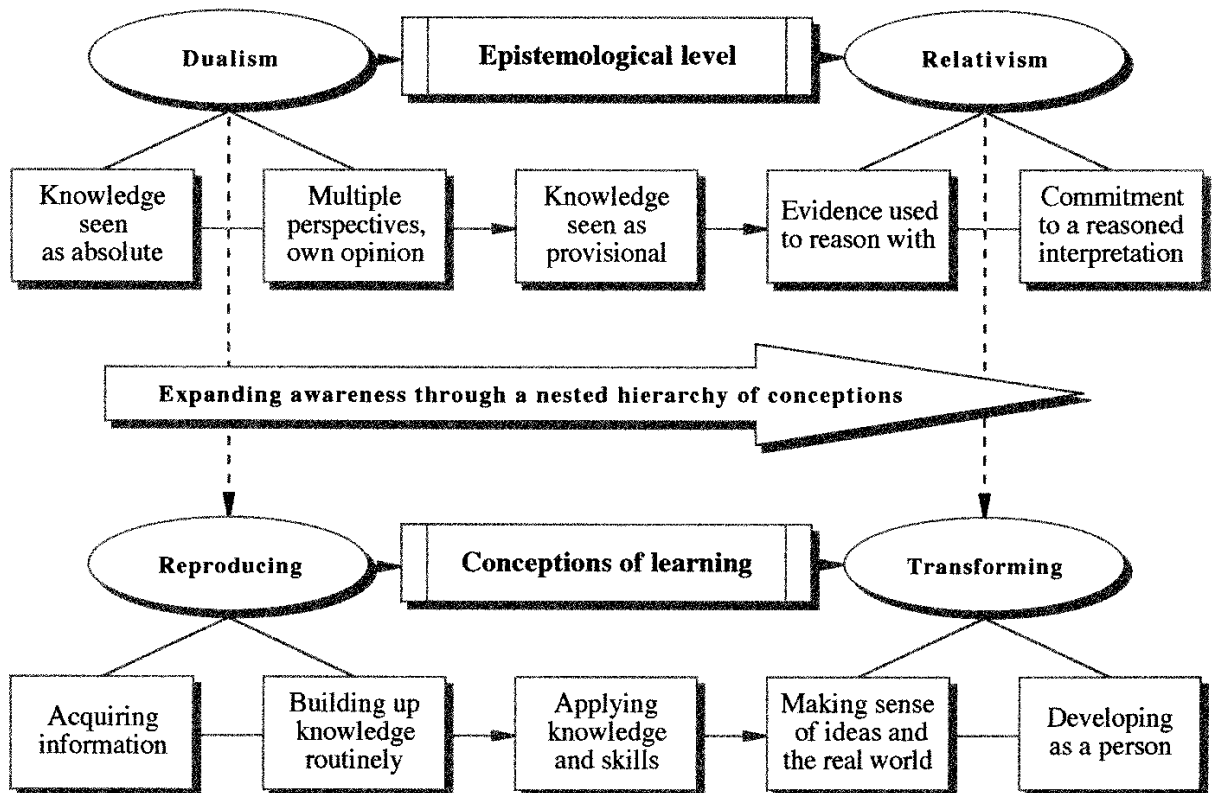 Dualism
Epistemological level
Relativism
Knowledge
seen
as absolute
Multiple
perspectives,
own opinion
Knowledge
seen as
provisional
Evidence used
to reason with
Commitment
to a reasoned
interpretation
Expanding awareness through a nested hierarchy of conceptions
Reproducing
Conceptions of learning
Transforming
Acquiring
information
Building up
knowledge
routinely
Applying
knowledge
and skills
Making sense
of ideas and
the real world
Developing
as a person